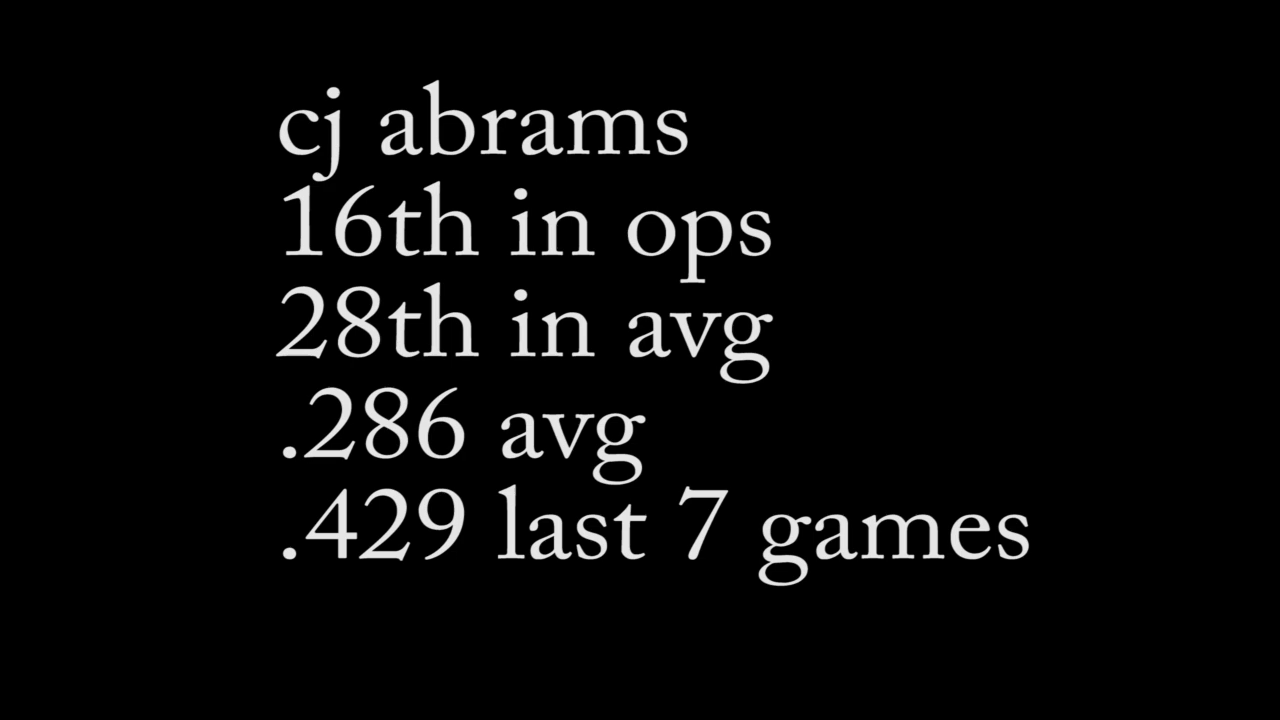 cj abrams
16th in ops
28th in avg
.286 avg
.429 last 7 games